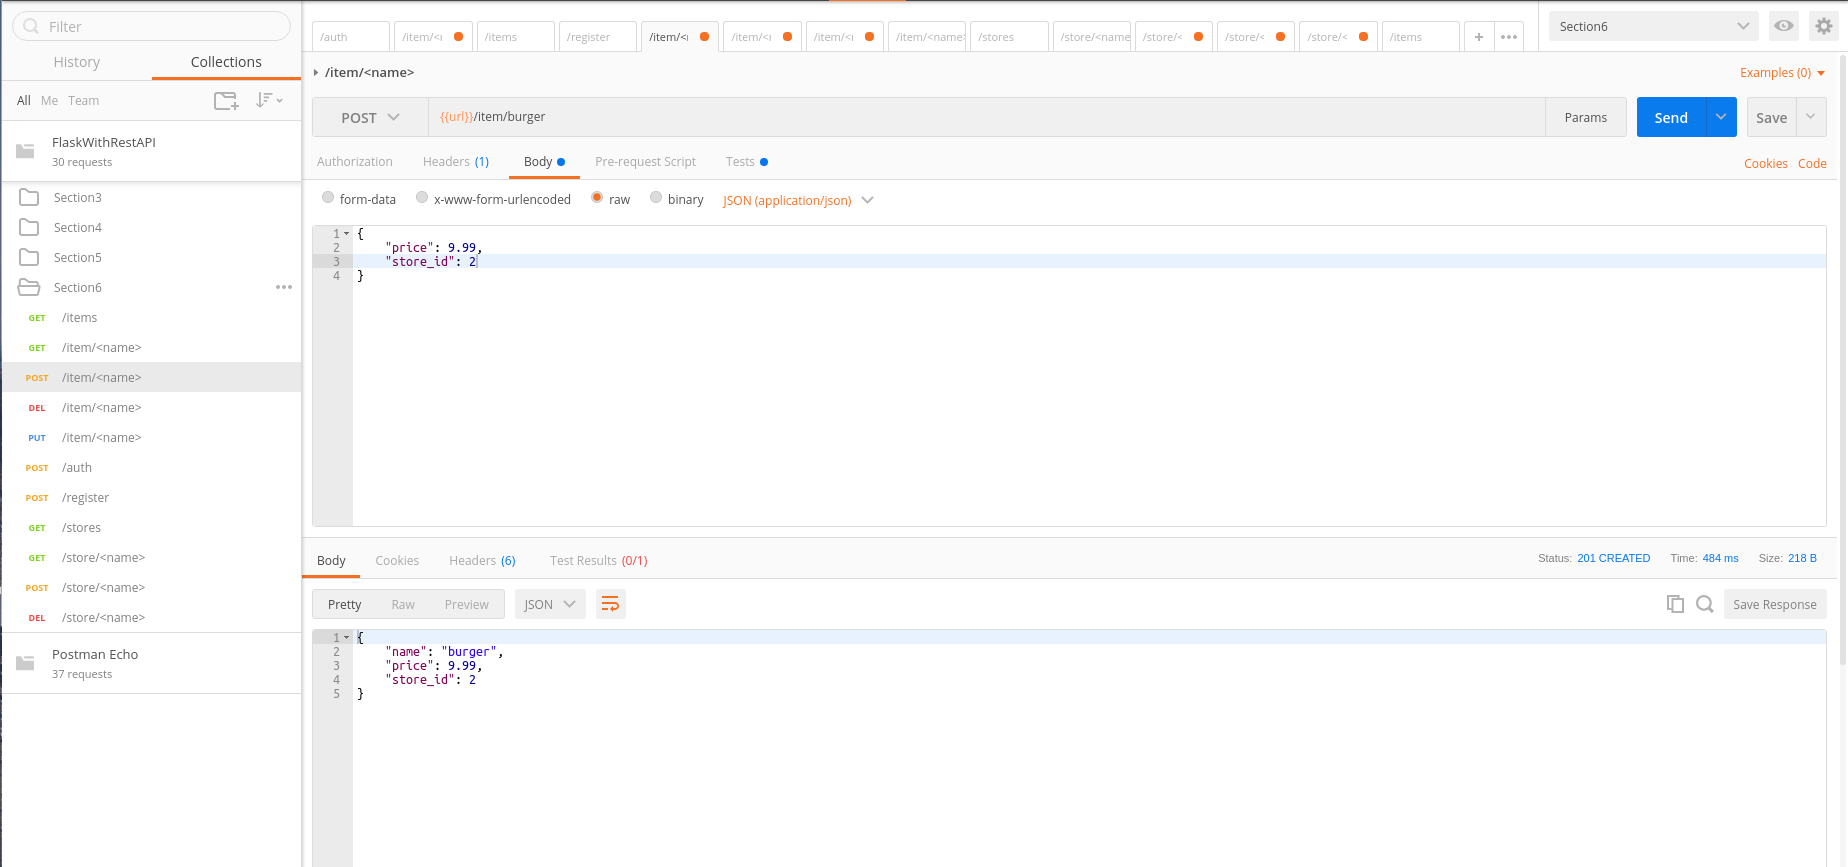 Filter
History Collections
All Me Team
FlaskWithRestAPI
30 requests
Section3
Section4
Section5
Section6
GET /items
GET /item/<name>
POST /item/<name>
DEL /item/<name>
PUT /item/<name>
POST /auth
POST /register
GET /stores
GET /store/<name>
POST /store/<name>
DEL /store/<name>
Postman Echo
37 requests
/auth /item/< /items /register /item/< /item/< /item/< /item/<name> /stores /store/<name /store/< /store/< /store/< /items + •••
Section6
/item/<name>
Examples (0)
POST {{url}}/item/burger Params Send Save
Authorization Headers (1) Body Pre-request Script Tests Cookies Code
form-data x-www-form-urlencoded raw binary JSON (application/json)
1 {
2 "price": 9.99,
3 "store_id": 2
4 }
Body Cookies Headers (6) Test Results (0/1) Status: 201 CREATED Time: 484 ms Size: 218 B
Pretty Raw Preview JSON Save Response
1 {
2 "name": "burger",
3 "price": 9.99,
4 "store_id": 2
5 }